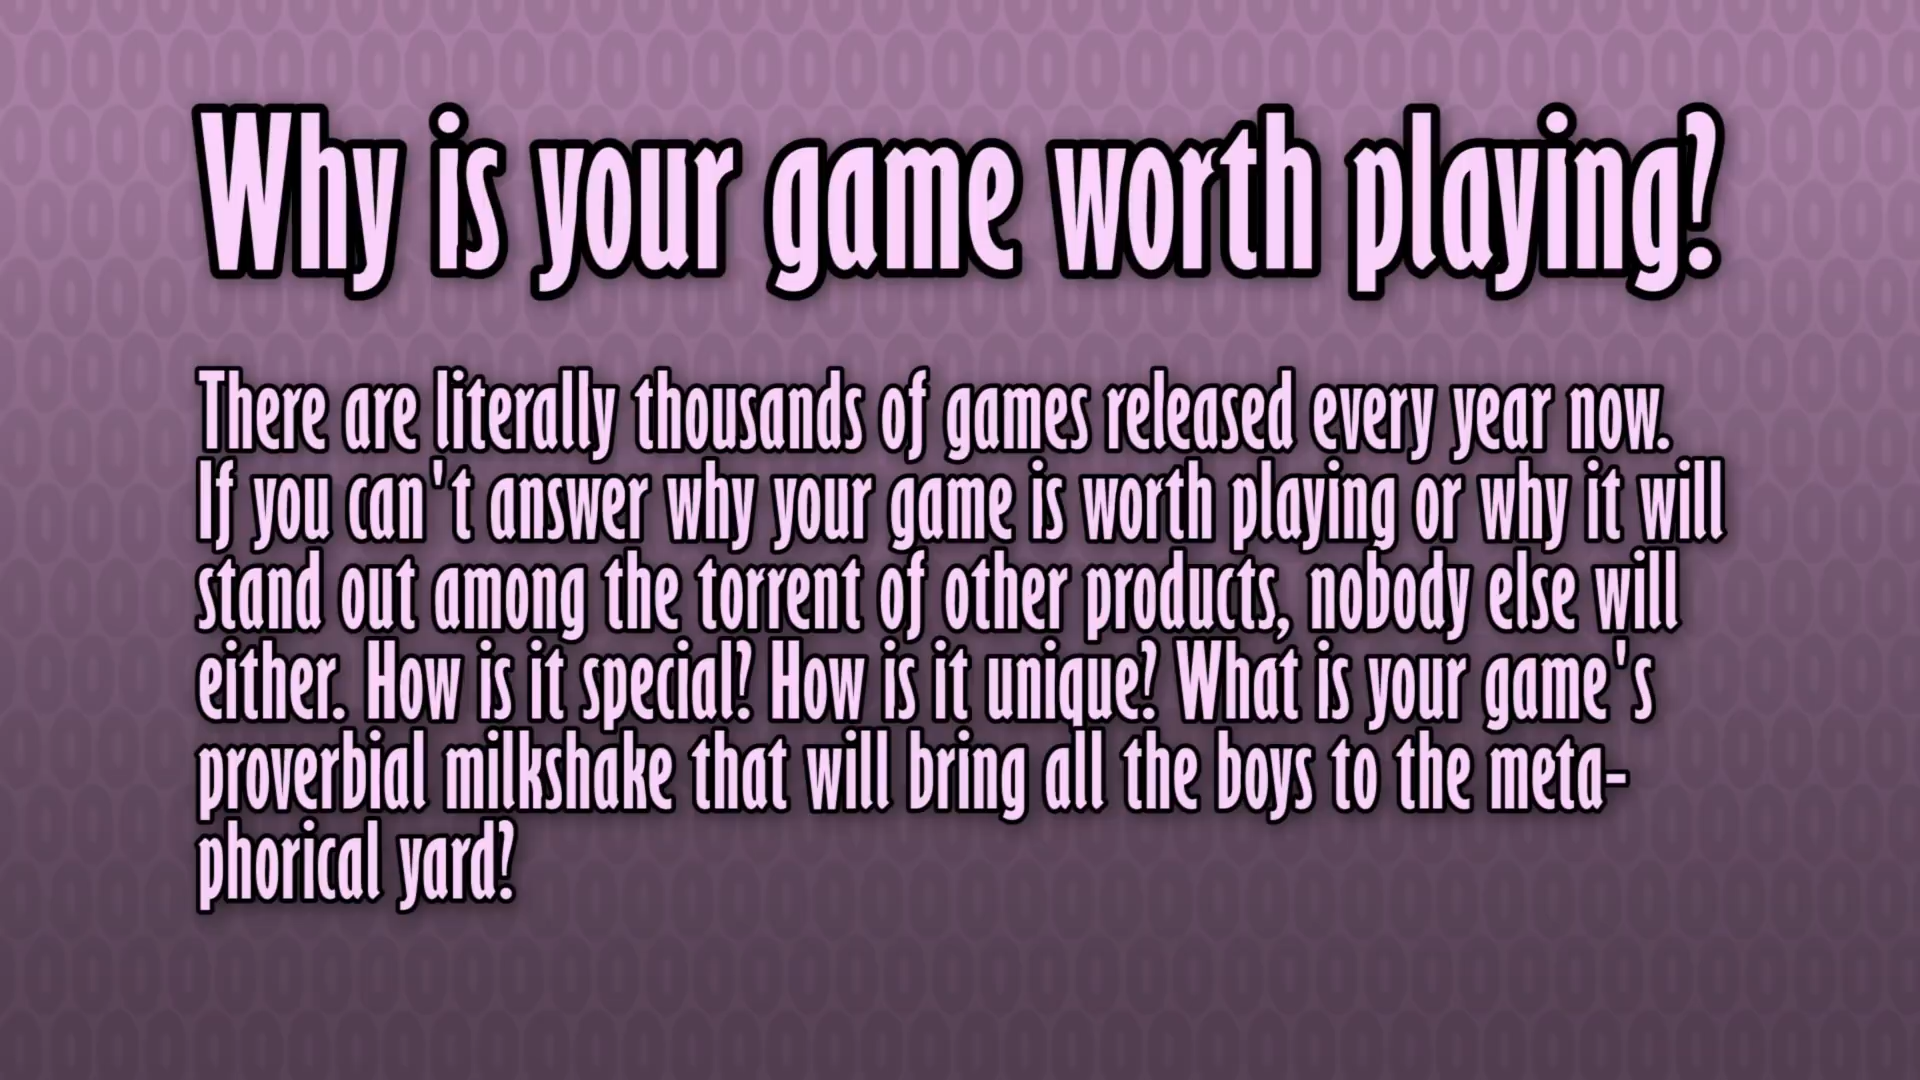 Why is your game worth playing?
There are literally thousands of games released every year now.
If you can't answer why your game is worth playing or why it will
stand out among the torrent of other products, nobody else will
either. How is it special? How is it unique? What is your game's
proverbial milkshake that will bring all the boys to the meta-
phorical yard?